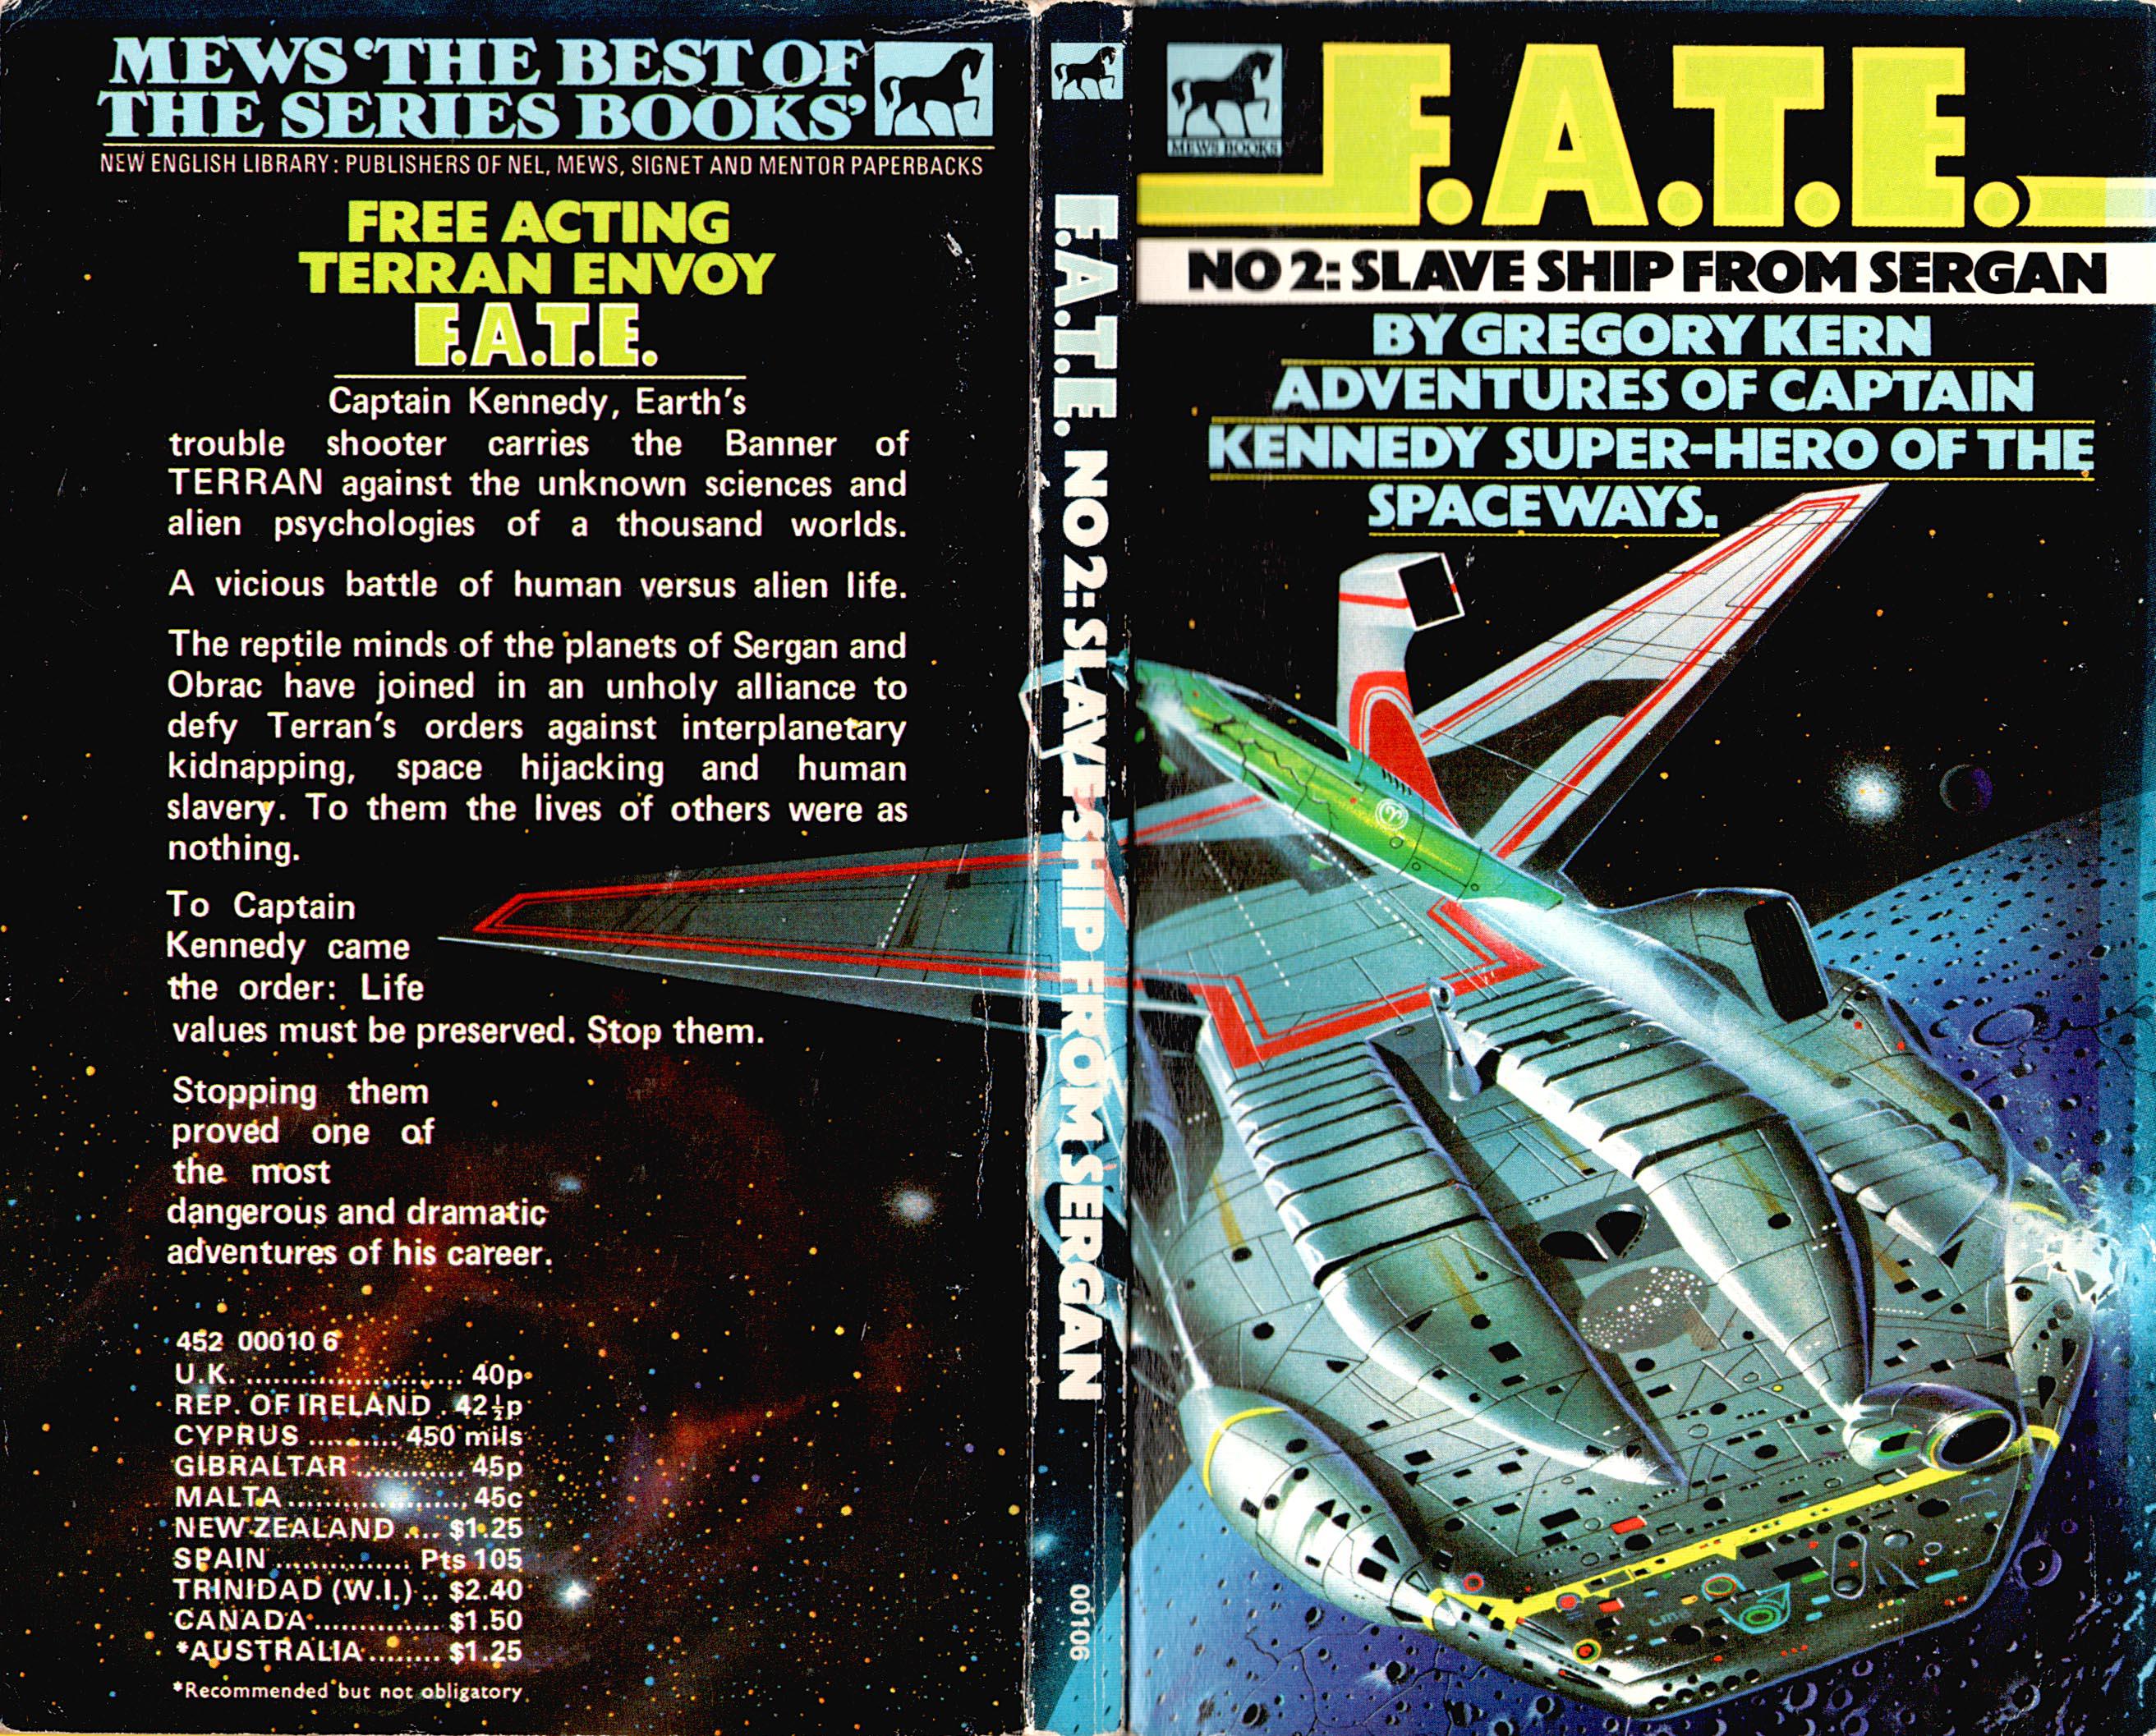 MEWS ‘THE BEST OF
THE SERIES BOOKS’
NEW ENGLISH LIBRARY: PUBLISHERS OF NEL, MEWS, SIGNET AND MENTOR PAPERBACKS
FREE ACTING
TERRAN ENVOY
F.A.T.E.
Captain Kennedy, Earth's
trouble shooter carries the Banner of
TERRAN against the unknown sciences and
alien psychologies of a thousand worlds.
A vicious battle of human versus alien life.
The reptile minds of the planets of Sergan and
Obrac have joined in an unholy alliance to
defy Terran's orders against interplanetary
kidnapping, space hijacking and human
slavery. To them the lives of others were as
nothing.
To Captain
Kennedy came
the order: Life
values must be preserved. Stop them.
Stopping them
proved one of
the most
dangerous and dramatic
adventures of his career.
452 00010 6
U.K. ........................ 40p
REP. OF IRELAND . 42½p
CYPRUS .......... 450 mils
GIBRALTAR ............ 45p
MALTA .................... 45c
NEW ZEALAND .... $1.25
SPAIN ............... Pts 105
TRINIDAD (W.I.) .. $2.40
CANADA .............. $1.50
*AUSTRALIA ........ $1.25
*Recommended but not obligatory
F.A.T.E. NO 2: SLAVE SHIP FROM SERGAN
00106
MEWS BOOKS
F.A.T.E.
NO 2: SLAVE SHIP FROM SERGAN
BY GREGORY KERN
ADVENTURES OF CAPTAIN
KENNEDY SUPER-HERO OF THE
SPACEWAYS.